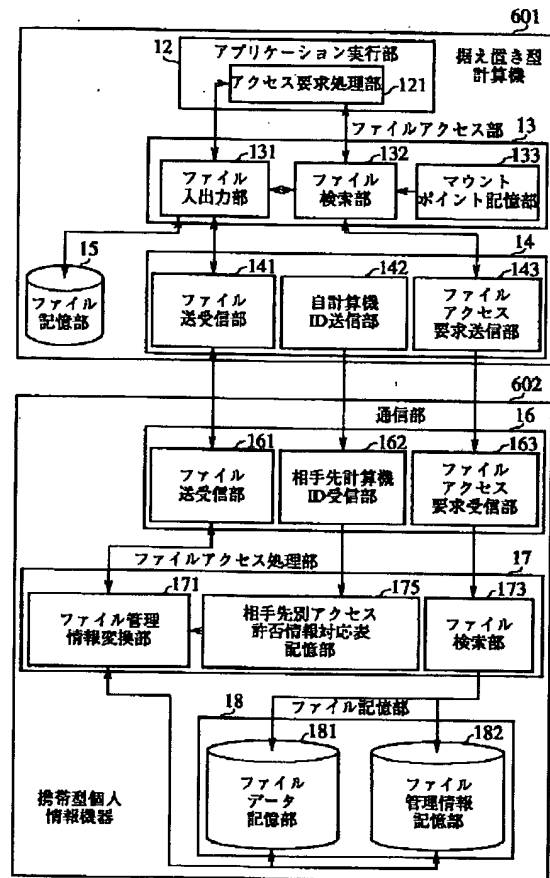 601
12
アプリケーション実行部
据え置き型
計算機
アクセス要求処理部
121
ファイルアクセス部
13
131
132
133
ファイル
入出力部
ファイル
検索部
マウント
ポイント記憶部
15
14
141
142
143
ファイル
記憶部
ファイル
送受信部
自計算機
ID送信部
ファイル
アクセス
要求送信部
602
通信部
16
161
162
163
ファイル
送受信部
相手先計算機
ID受信部
ファイル
アクセス
要求受信部
ファイルアクセス処理部
17
171
175
173
ファイル管理
情報変換部
相手先別アクセス
許否情報対応表
記憶部
ファイル
検索部
18
ファイル記憶部
181
182
携帯型個人
情報機器
ファイル
データ
記憶部
ファイル
管理情報
記憶部